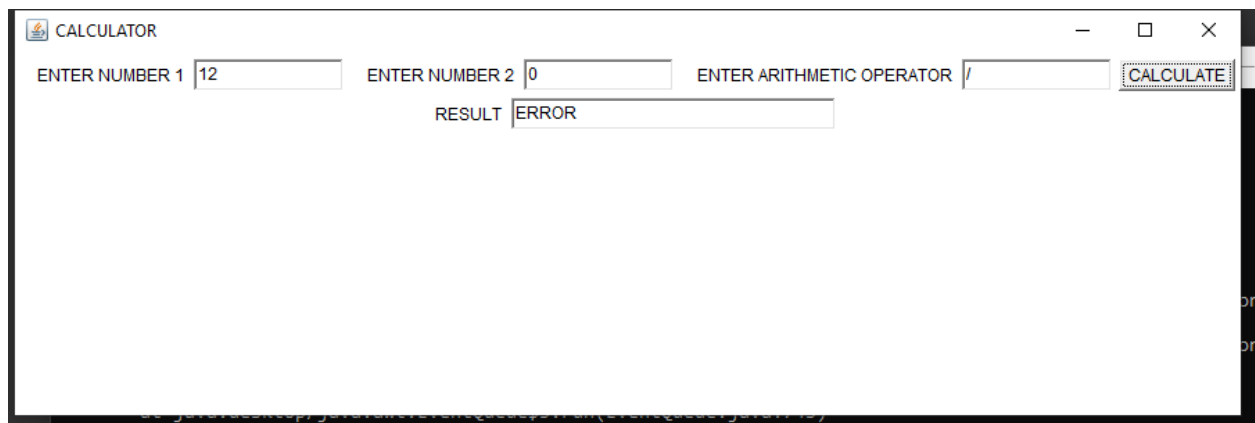 CALCULATOR
ENTER NUMBER 1 12 ENTER NUMBER 2 0 ENTER ARITHMETIC OPERATOR / CALCULATE
RESULT ERROR